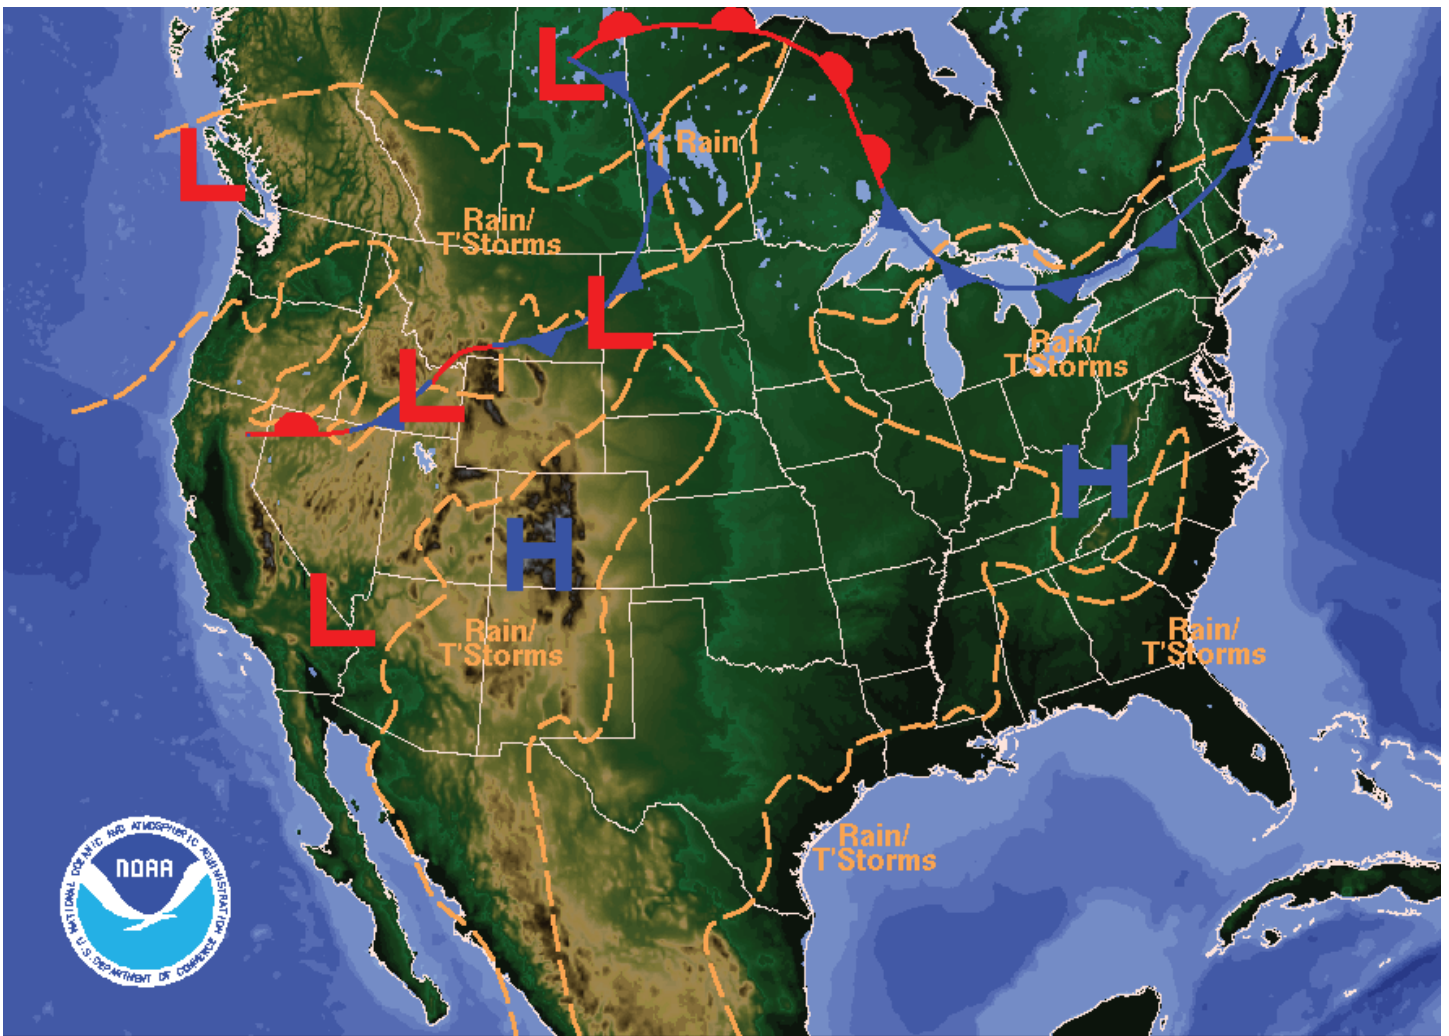 L
Rain
L
Rain/
T'Storms
L
Rain/
T'Storms
L
H
H
L
Rain/
T'Storms
Rain/
T'Storms
Rain/
T'Storms
NATIONAL OCEANIC AND ATMOSPHERIC ADMINISTRATION
NOAA
U.S. DEPARTMENT OF COMMERCE